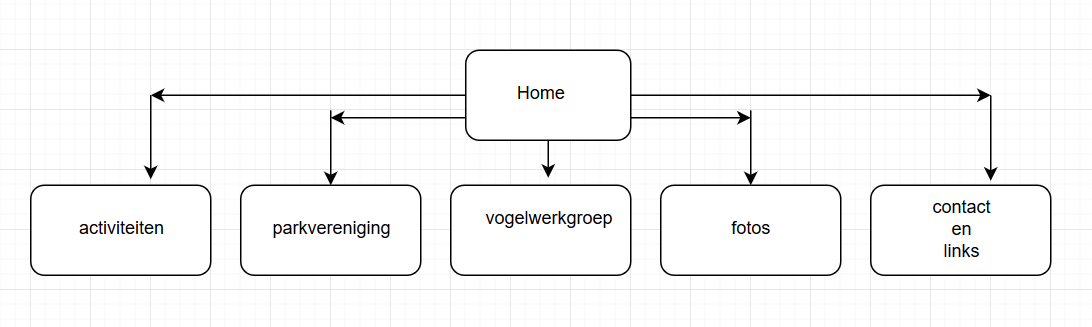 Home
activiteiten
parkvereniging
vogelwerkgroep
fotos
contact
en
links